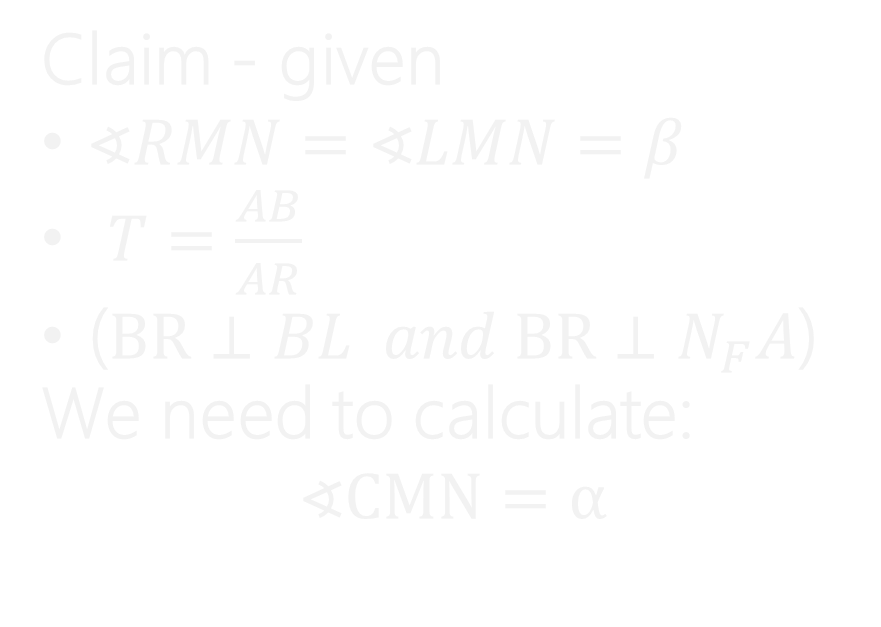 Claim - given
• ∢RMN = ∢LMN = β
• T = AB/AR
• (BR ⊥ BL and BR ⊥ N_F A)
We need to calculate:
∢CMN = α